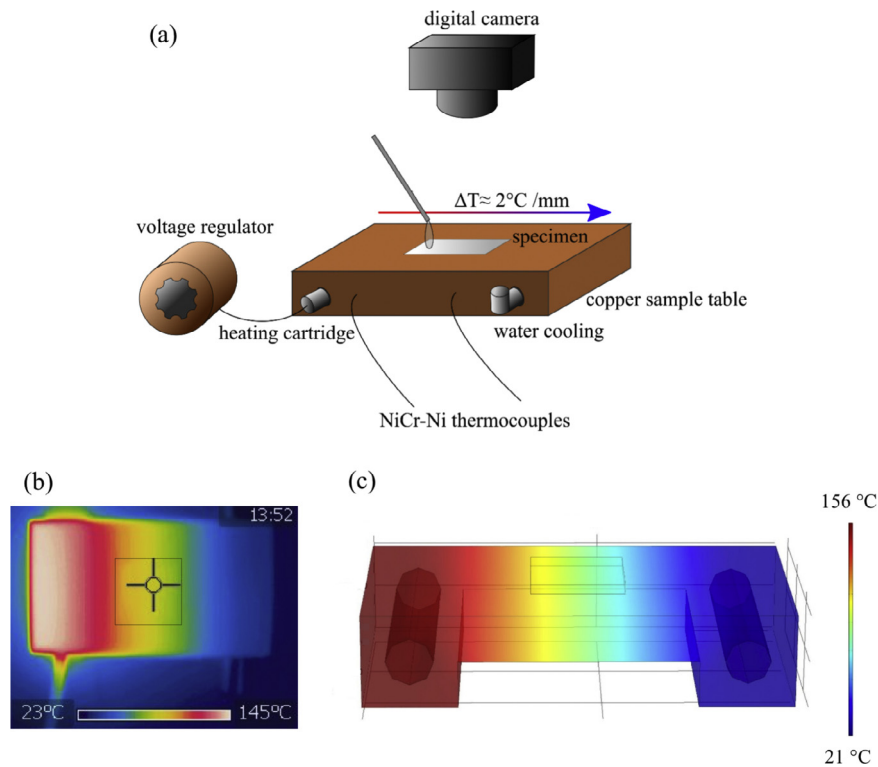 digital camera
(a)
ΔT≈ 2°C /mm
voltage regulator
specimen
copper sample table
heating cartridge
water cooling
NiCr-Ni thermocouples
(b)
(c)
13:52
23°C
145°C
156 °C
21 °C